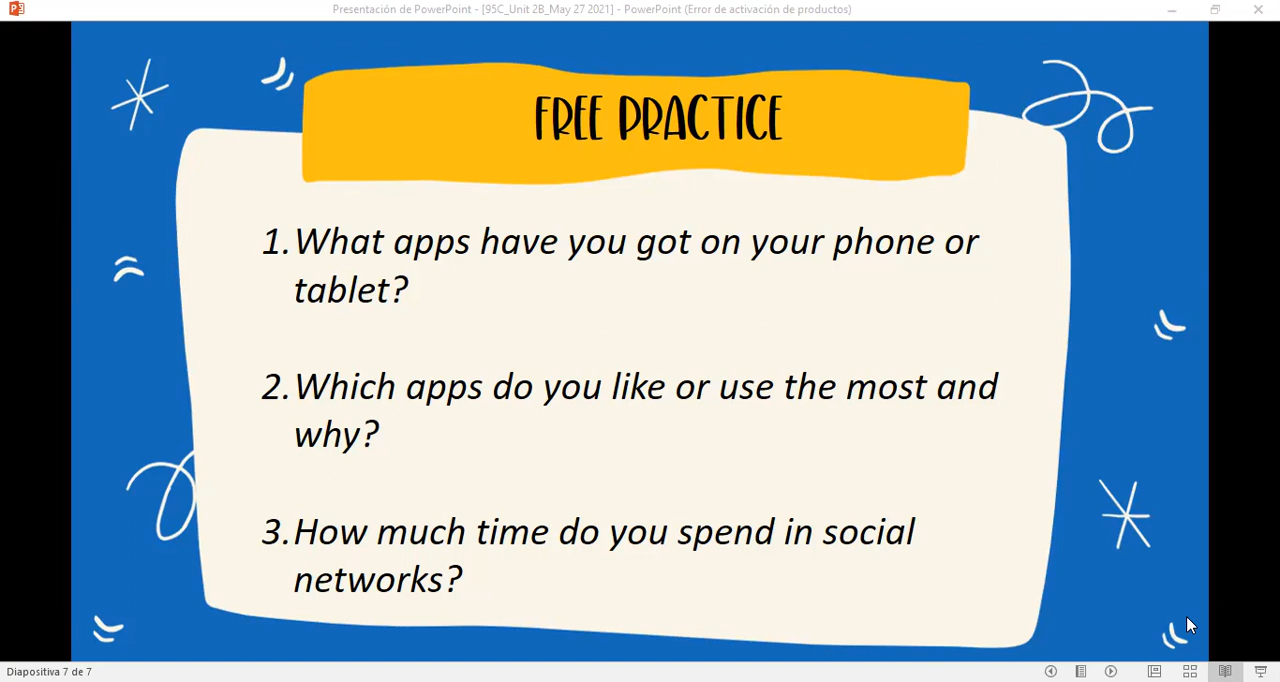 Presentación de PowerPoint - [95C_Unit 2B_May 27 2021] - PowerPoint (Error de activación de productos)
FREE PRACTICE
1. What apps have you got on your phone or
tablet?
2. Which apps do you like or use the most and
why?
3. How much time do you spend in social
networks?
Diapositiva 7 de 7